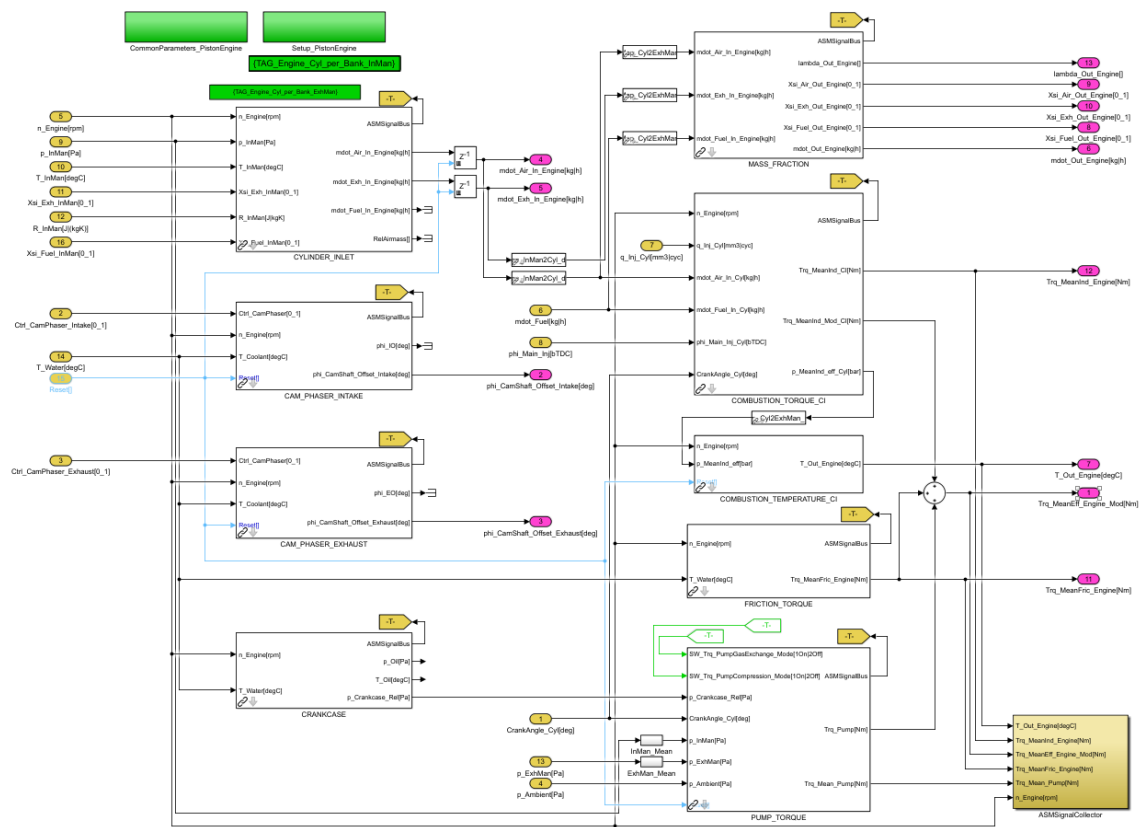 CommonParameters_PistonEngine
Setup_PistonEngine
{TAG_Engine_Cyl_per_Bank_InMan}
{TAG_Engine_Cyl_per_Bank_ExhMan}
-T-
5
n_Engine[rpm]
9
p_InMan[Pa]
10
T_InMan[degC]
11
Xsi_Exh_InMan[0_1]
12
R_InMan[J|(kgK)]
16
Xsi_Fuel_InMan[0_1]
n_Engine[rpm]
p_InMan[Pa]
T_InMan[degC]
Xsi_Exh_InMan[0_1]
R_InMan[J|(kgK]
_Fuel_InMan[0_1]
ASMSignalBus
mdot_Air_In_Engine[kg|h]
mdot_Exh_In_Engine[kg|h]
mdot_Fuel_In_Engine[kg|h]
RelAirmass[]
CYLINDER_INLET
Z-1
Z-1
4
mdot_Air_In_Engine[kg|h]
5
mdot_Exh_In_Engine[kg|h]
_InMan2Cyl_d
_InMan2Cyl_d
_Cyl2ExhMan
_Cyl2ExhMan
_Cyl2ExhMan
-T-
mdot_Air_In_Engine[kg|h]
mdot_Exh_In_Engine[kg|h]
mdot_Fuel_In_Engine[kg|h]
ASMSignalBus
lambda_Out_Engine[]
Xsi_Air_Out_Engine[0_1]
Xsi_Exh_Out_Engine[0_1]
Xsi_Fuel_Out_Engine[0_1]
mdot_Out_Engine[kg|h]
MASS_FRACTION
13
lambda_Out_Engine[]
9
Xsi_Air_Out_Engine[0_1]
10
Xsi_Exh_Out_Engine[0_1]
8
Xsi_Fuel_Out_Engine[0_1]
6
mdot_Out_Engine[kg|h]
-T-
7
q_Inj_Cyl[mm3|cyc]
6
mdot_Fuel[kg|h]
8
phi_Main_Inj[bTDC]
n_Engine[rpm]
q_Inj_Cyl[mm3|cyc]
mdot_Air_In_Cyl[kg|h]
mdot_Fuel_In_Cyl[kg|h]
phi_Main_Inj_Cyl[bTDC]
CrankAngle_Cyl[deg]
ASMSignalBus
Trq_MeanInd_CI[Nm]
Trq_MeanInd_Mod_CI[Nm]
p_MeanInd_eff_Cyl[bar]
COMBUSTION_TORQUE_CI
12
Trq_MeanInd_Engine[Nm]
2
Ctrl_CamPhaser_Intake[0_1]
14
T_Water[degC]
Reset[]
-T-
Ctrl_CamPhaser[0_1]
n_Engine[rpm]
T_Coolant[degC]
Reset[]
ASMSignalBus
phi_IO[deg]
phi_CamShaft_Offset_Intake[deg]
CAM_PHASER_INTAKE
2
phi_CamShaft_Offset_Intake[deg]
_Cyl2ExhMan_
n_Engine[rpm]
p_MeanInd_eff[bar]
T_Out_Engine[degC]
COMBUSTION_TEMPERATURE_CI
7
T_Out_Engine[degC]
1
Trq_MeanEff_Engine_Mod[Nm]
3
Ctrl_CamPhaser_Exhaust[0_1]
-T-
Ctrl_CamPhaser[0_1]
n_Engine[rpm]
T_Coolant[degC]
Reset[]
ASMSignalBus
phi_EO[deg]
phi_CamShaft_Offset_Exhaust[deg]
CAM_PHASER_EXHAUST
3
phi_CamShaft_Offset_Exhaust[deg]
-T-
n_Engine[rpm]
T_Water[degC]
ASMSignalBus
Trq_MeanFric_Engine[Nm]
FRICTION_TORQUE
11
Trq_MeanFric_Engine[Nm]
-T-
n_Engine[rpm]
T_Water[degC]
ASMSignalBus
p_Oil[Pa]
T_Oil[degC]
p_Crankcase_Rel[Pa]
CRANKCASE
-T-
-T-
-T-
1
CrankAngle_Cyl[deg]
InMan_Mean
13
p_ExhMan[Pa]
ExhMan_Mean
4
p_Ambient[Pa]
SW_Trq_PumpGasExchange_Mode[1On|2Off]
SW_Trq_PumpCompression_Mode[1On|2Off]
p_Crankcase_Rel[Pa]
CrankAngle_Cyl[deg]
p_InMan[Pa]
p_ExhMan[Pa]
p_Ambient[Pa]
ASMSignalBus
Trq_Pump[Nm]
Trq_Mean_Pump[Nm]
PUMP_TORQUE
T_Out_Engine[degC]
Trq_MeanInd_Engine[Nm]
Trq_MeanEff_Engine_Mod[Nm]
Trq_MeanFric_Engine[Nm]
Trq_Mean_Pump[Nm]
n_Engine[rpm]
ASMSignalCollector